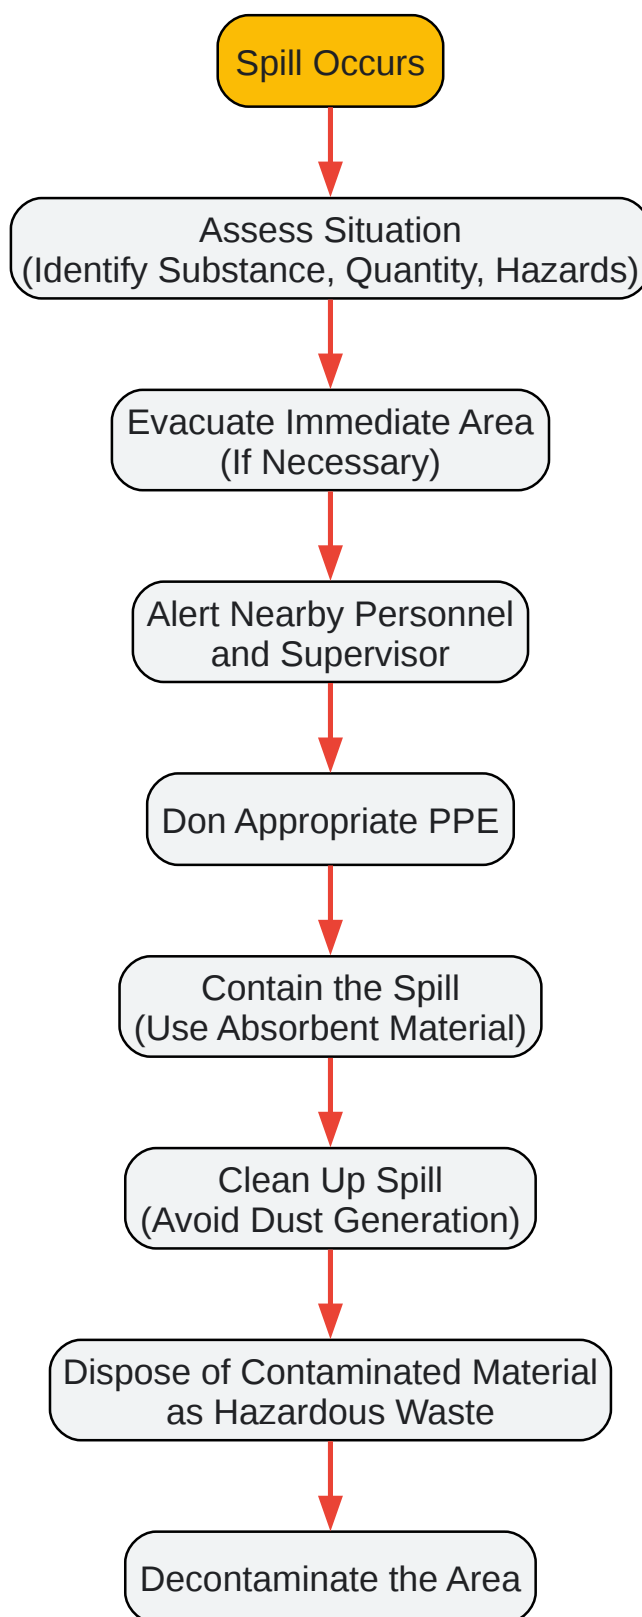 Spill Occurs
Assess Situation
(Identify Substance, Quantity, Hazards)
Evacuate Immediate Area
(If Necessary)
Alert Nearby Personnel
and Supervisor
Don Appropriate PPE
Contain the Spill
(Use Absorbent Material)
Clean Up Spill
(Avoid Dust Generation)
Dispose of Contaminated Material
as Hazardous Waste
Decontaminate the Area